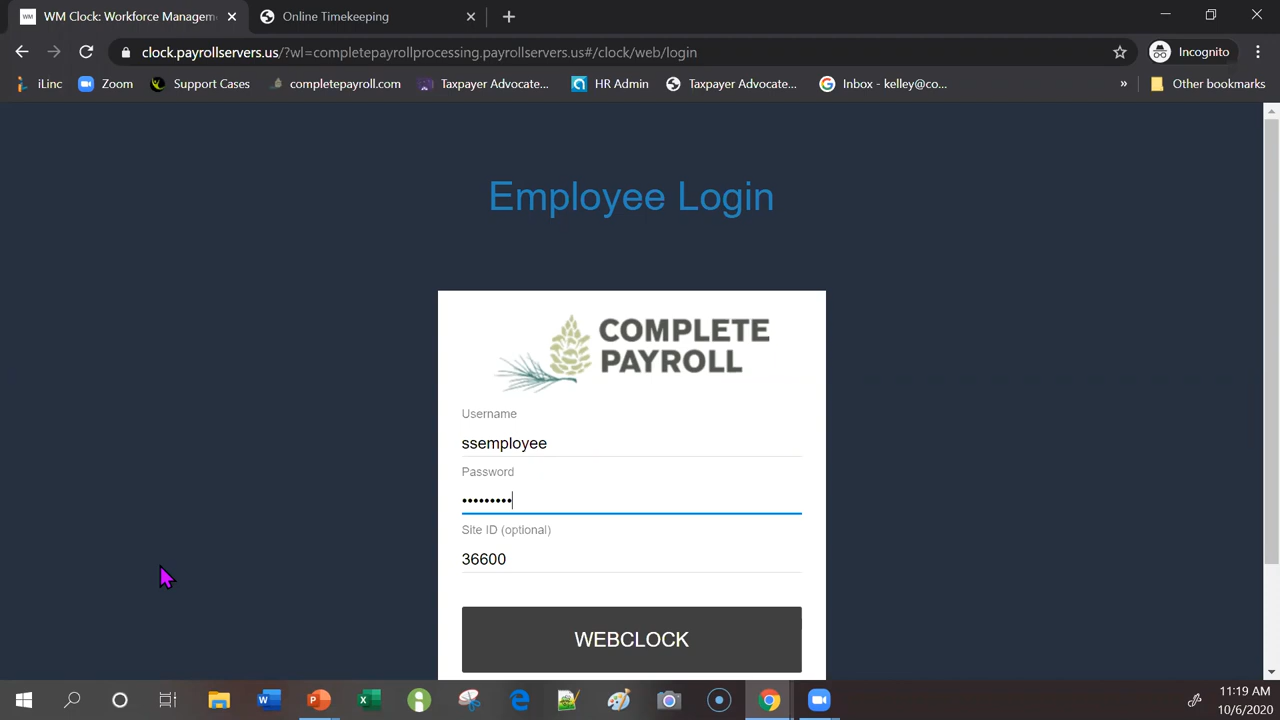 WM Clock: Workforce Managem
Online Timekeeping
clock.payrollservers.us/?wl=completepayrollprocessing.payrollservers.us#/clock/web/login
Incognito
iLinc
Zoom
Support Cases
completepayroll.com
Taxpayer Advocate...
HR Admin
Taxpayer Advocate...
Inbox - kelley@co...
»
Other bookmarks
Employee Login
COMPLETE
PAYROLL
Username
ssemployee
Password
•••••••••
Site ID (optional)
36600
WEBCLOCK
11:19 AM
10/6/2020